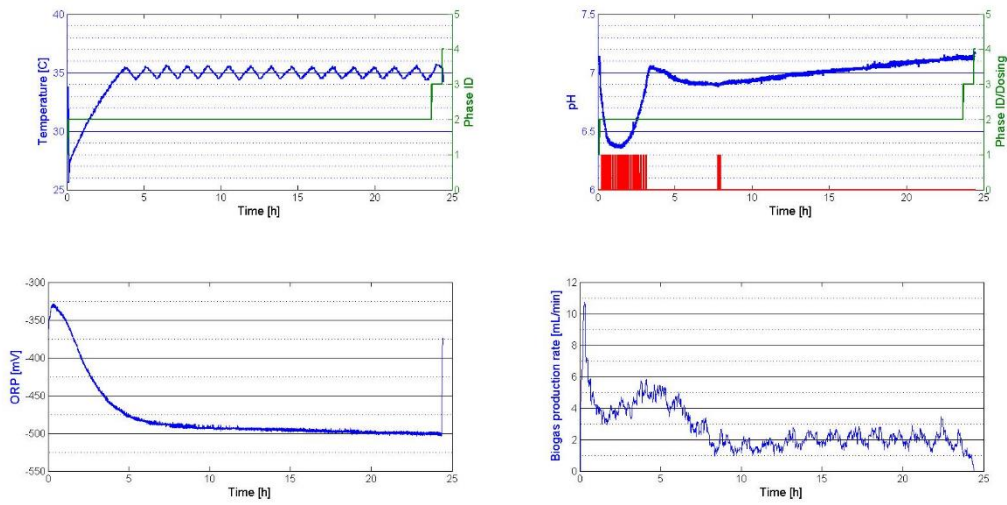 40
35
30
25
Temperature [C]
5
4
3
2
1
0
Phase ID
0 5 10 15 20 25
Time [h]
7
6.5
6
pH
5
4
3
2
1
0
Phase ID/Dosing
0 5 10 15 20 25
Time [h]
-300
-350
-400
-450
-500
-550
ORP [mV]
0 5 10 15 20 25
Time [h]
12
10
8
6
4
2
0
Biogas production rate [mL/min]
0 5 10 15 20 25
Time [h]